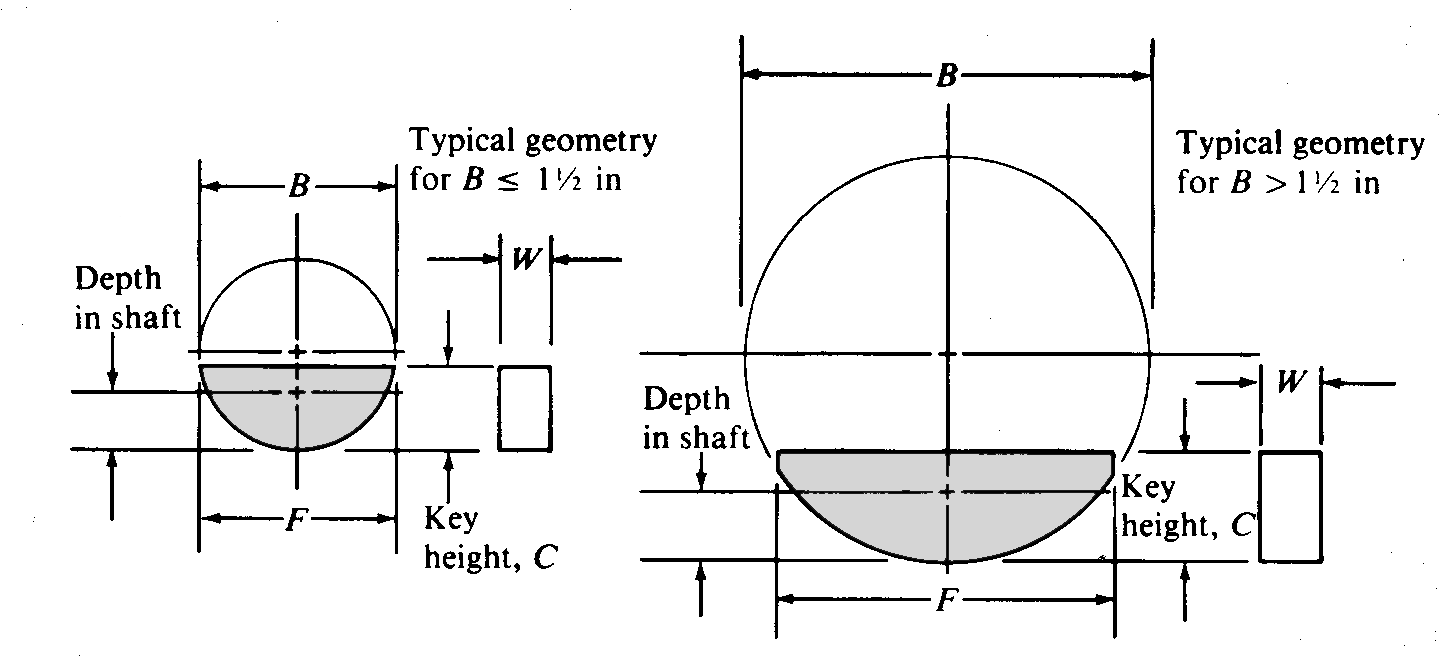 B
Typical geometry
for B ≤ 1½ in
W
Depth
in shaft
F
Key
height, C
B
Typical geometry
for B > 1½ in
W
Depth
in shaft
Key
height, C
F